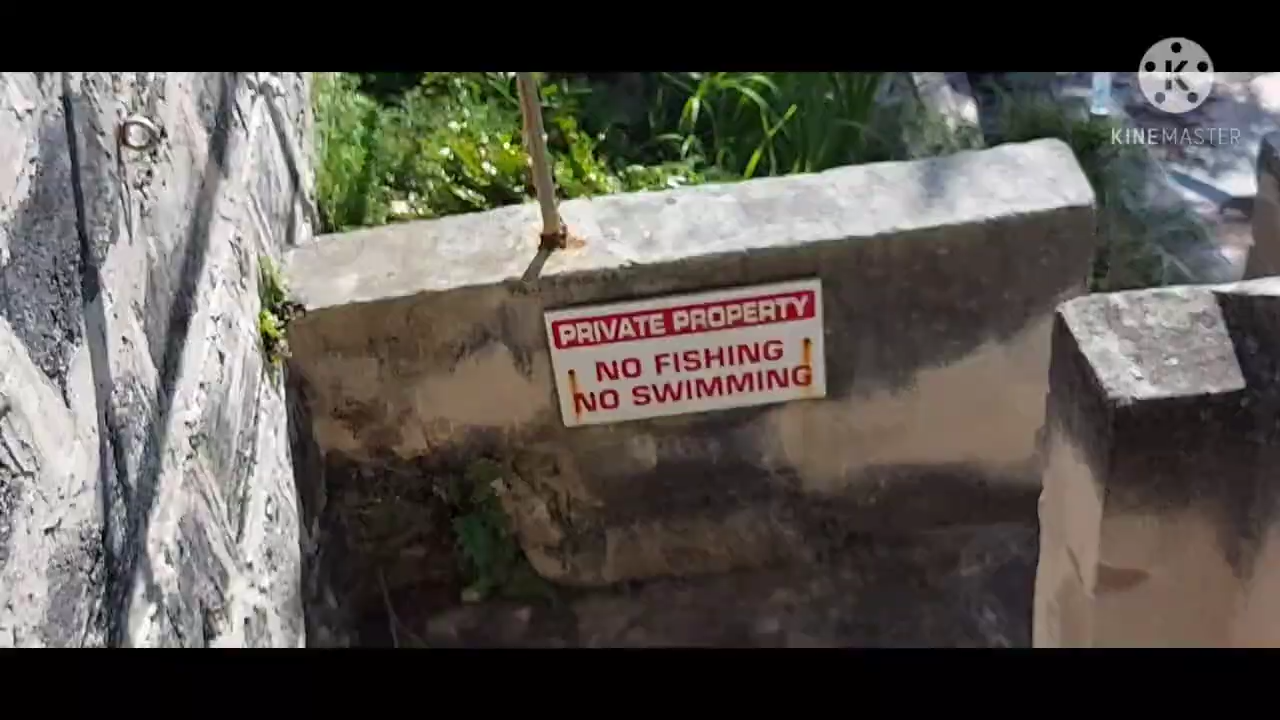 K
KINEMASTER
PRIVATE PROPERTY
NO FISHING
NO SWIMMING